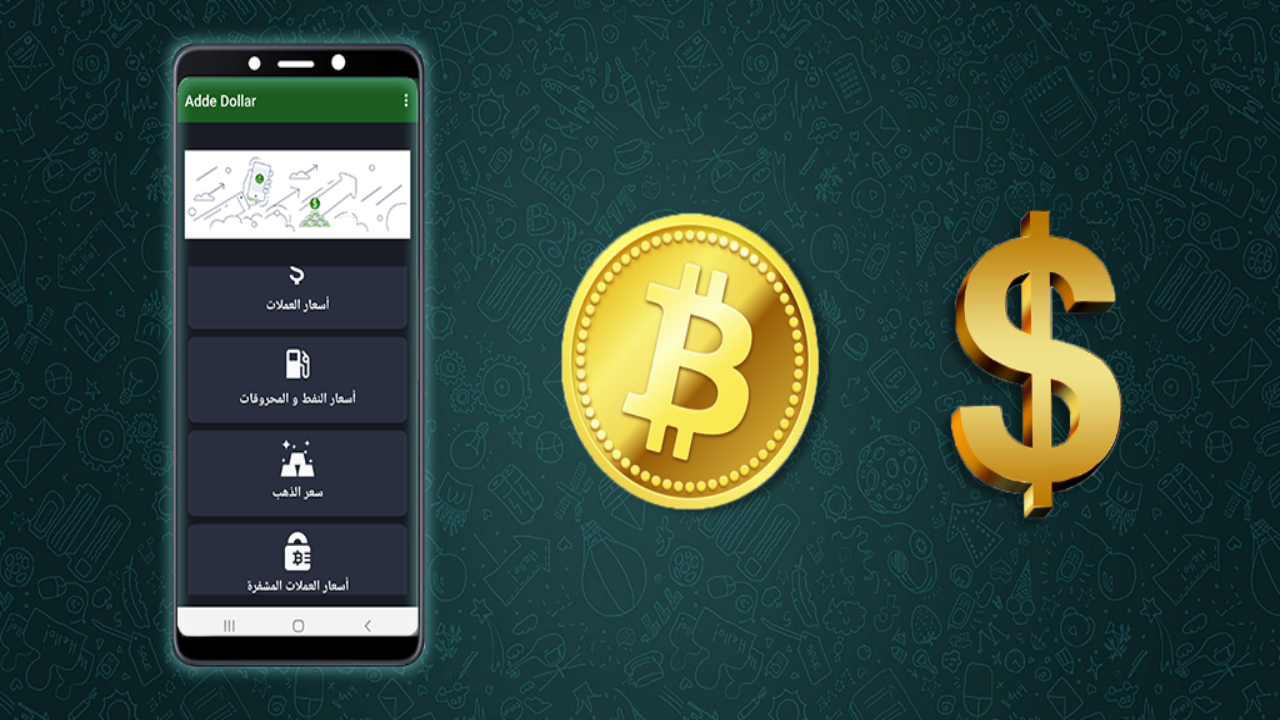 Adde Dollar
أسعار العملات
أسعار النفط و المحروقات
سعر الذهب
أسعار العملات المشفرة